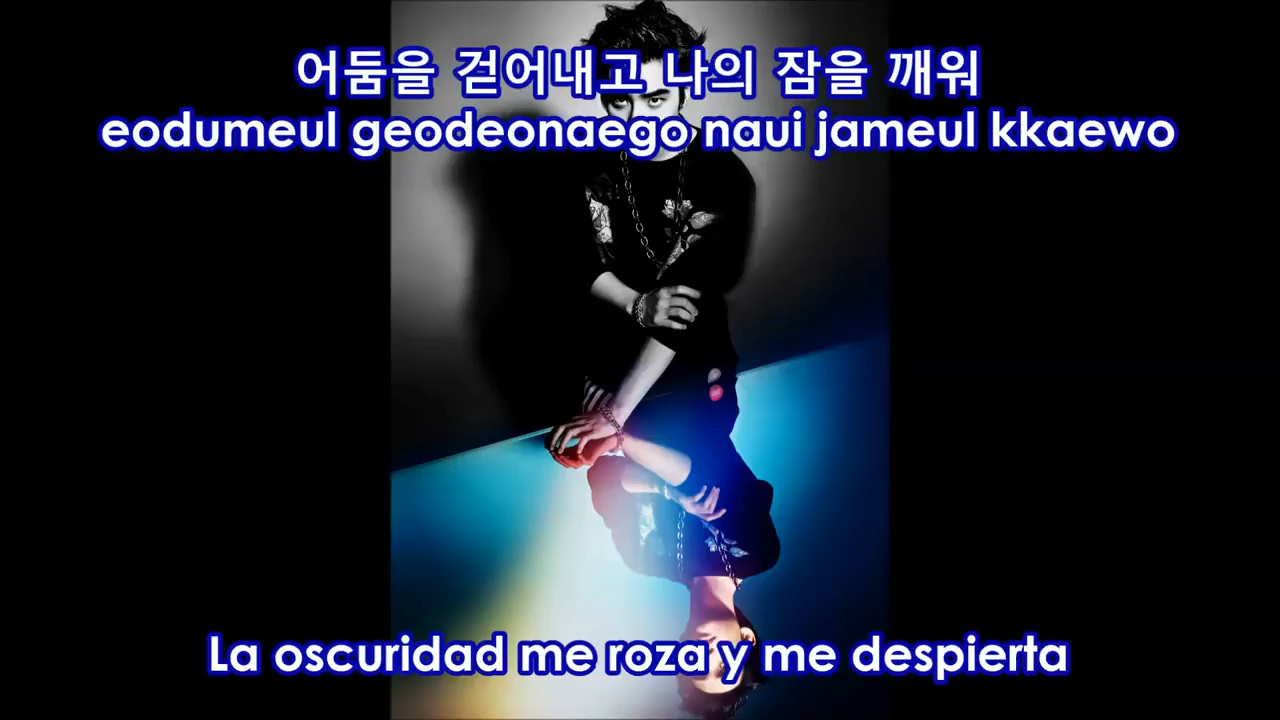 어둠을 걷어내고 나의 잠을 깨워
eodumeul geodeonaego naui jameul kkaewo
La oscuridad me roza y me despierta